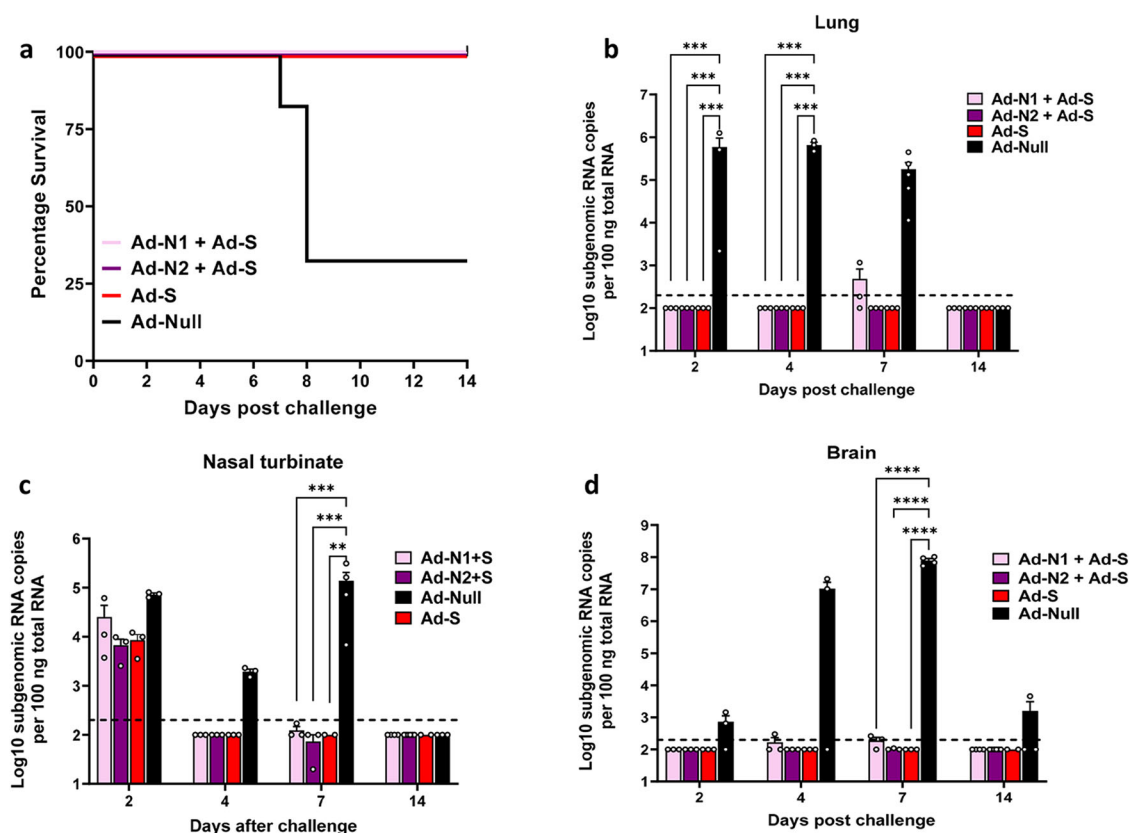 a
Percentage Survival
100
75
50
25
0
Ad-N1 + Ad-S
Ad-N2 + Ad-S
Ad-S
Ad-Null
0 2 4 6 8 10 12 14
Days post challenge
b
Lung
Log10 subgenomic RNA copies
per 100 ng total RNA
7
6
5
4
3
2
1
***
***
***
***
***
***
Ad-N1 + Ad-S
Ad-N2 + Ad-S
Ad-S
Ad-Null
2 4 7 14
Days post challenge
c
Nasal turbinate
Log10 subgenomic RNA copies
per 100 ng total RNA
7
6
5
4
3
2
1
***
***
**
Ad-N1+S
Ad-N2+S
Ad-Null
Ad-S
2 4 7 14
Days after challenge
d
Brain
Log10 subgenomic RNA copies
per 100 ng total RNA
9
8
7
6
5
4
3
2
1
****
****
****
Ad-N1 + Ad-S
Ad-N2 + Ad-S
Ad-S
Ad-Null
2 4 7 14
Days post challenge